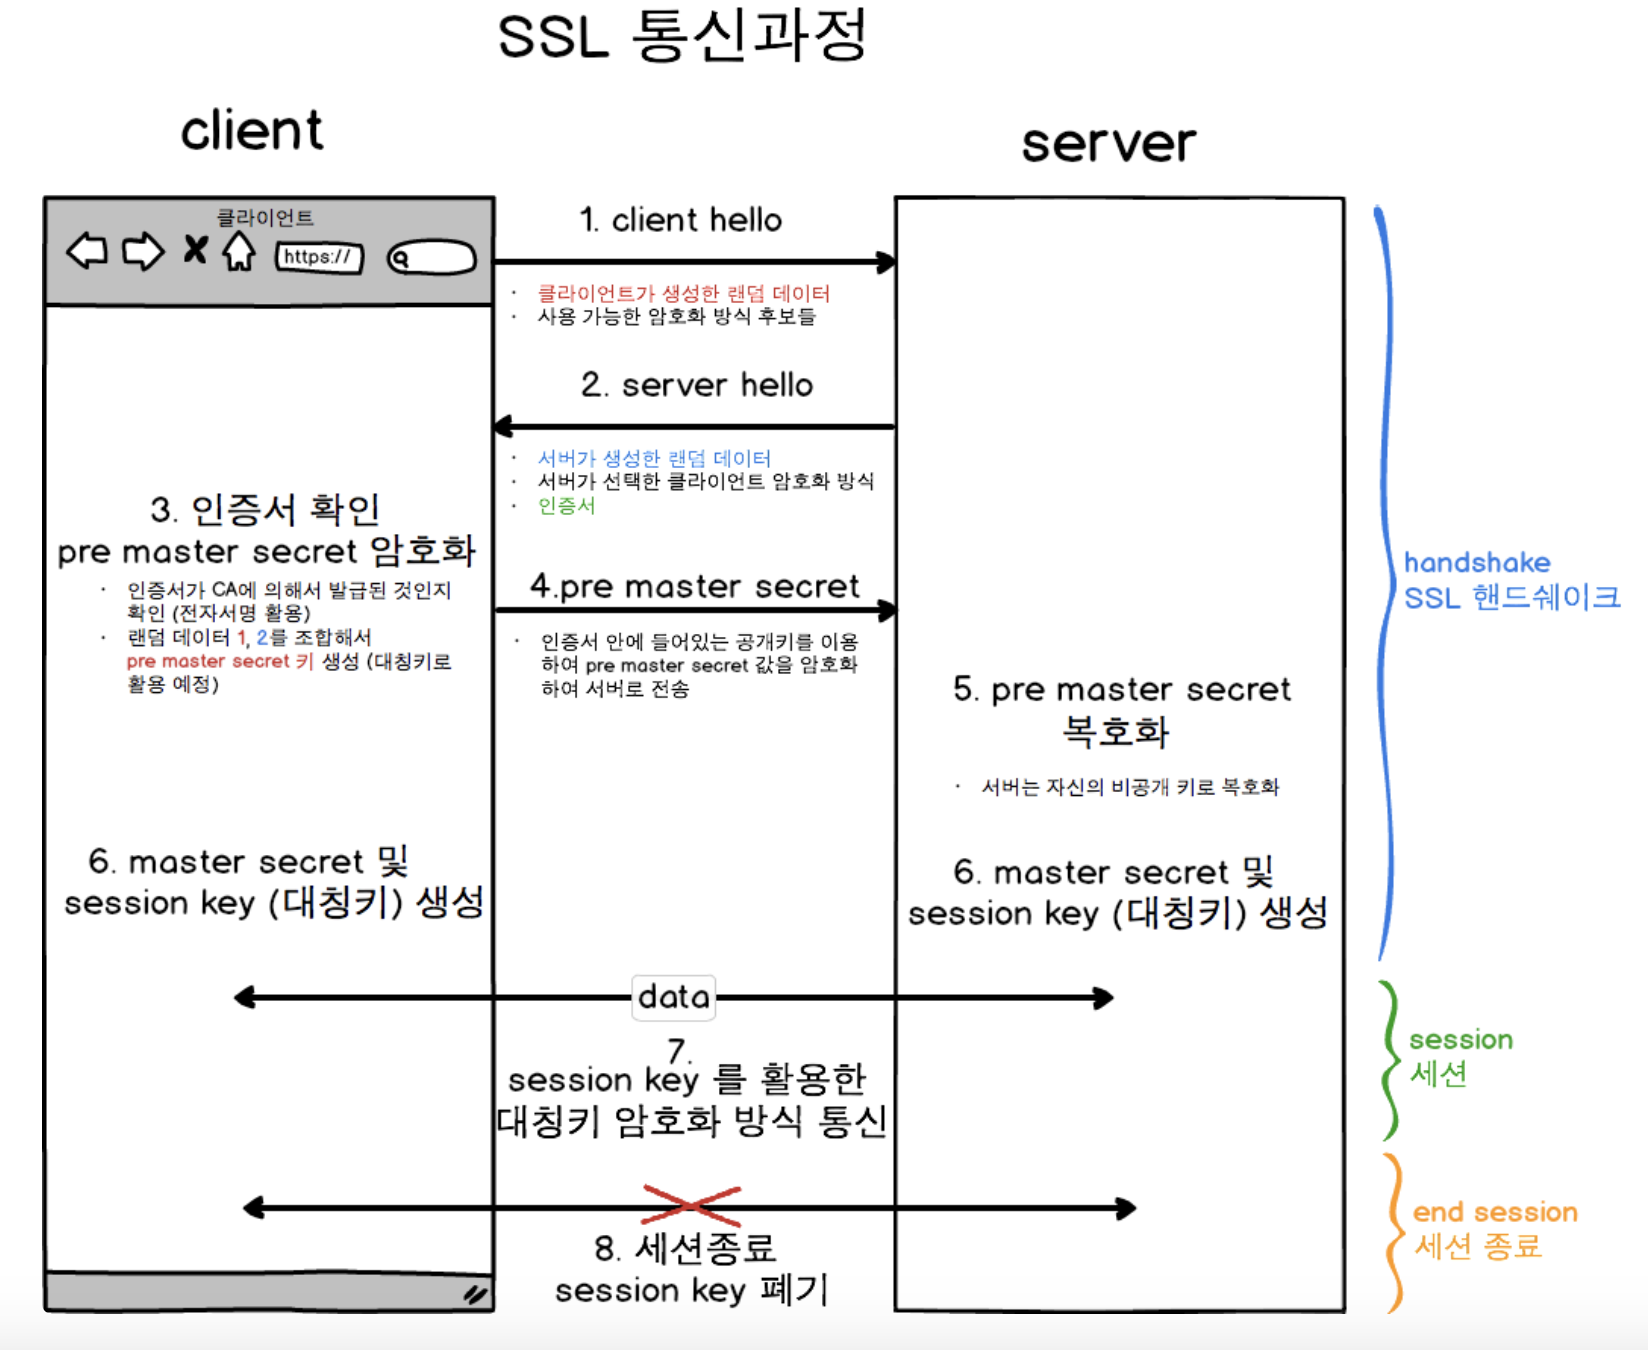 SSL 통신과정
client
server
클라이언트
https://
1. client hello
· 클라이언트가 생성한 랜덤 데이터
· 사용 가능한 암호화 방식 후보들
2. server hello
· 서버가 생성한 랜덤 데이터
· 서버가 선택한 클라이언트 암호화 방식
· 인증서
3. 인증서 확인
pre master secret 암호화
· 인증서가 CA에 의해서 발급된 것인지
확인 (전자서명 활용)
· 랜덤 데이터 1, 2를 조합해서
pre master secret 키 생성 (대칭키로
활용 예정)
4.pre master secret
· 인증서 안에 들어있는 공개키를 이용
하여 pre master secret 값을 암호화
하여 서버로 전송
5. pre master secret
복호화
· 서버는 자신의 비공개 키로 복호화
6. master secret 및
session key (대칭키) 생성
6. master secret 및
session key (대칭키) 생성
handshake
SSL 핸드쉐이크
data
7.
session key 를 활용한
대칭키 암호화 방식 통신
session
세션
8. 세션종료
session key 폐기
end session
세션 종료